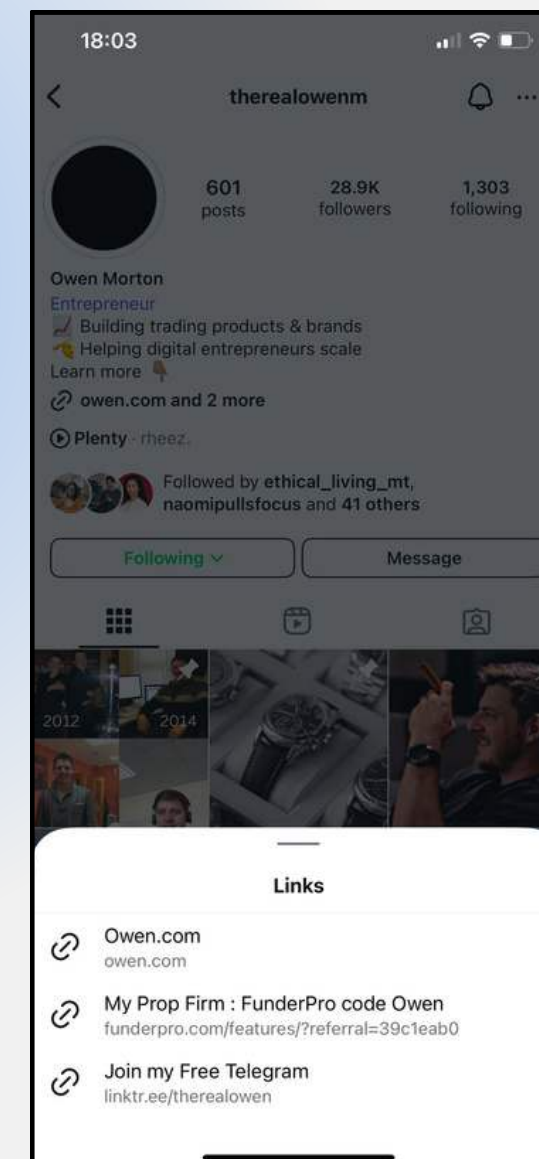 18:03
therealowenm
601 28.9K 1,303
posts followers following
Owen Morton
Entrepreneur
📈 Building trading products & brands
🫡 Helping digital entrepreneurs scale
Learn more 👇🏽
owen.com and 2 more
Plenty · rheez.
Followed by ethical_living_mt,
naomipullsfocus and 41 others
Following Message
2012 2014
Links
Owen.com
owen.com
My Prop Firm : FunderPro code Owen
funderpro.com/features/?referral=39c1eab0
Join my Free Telegram
linktr.ee/therealowen